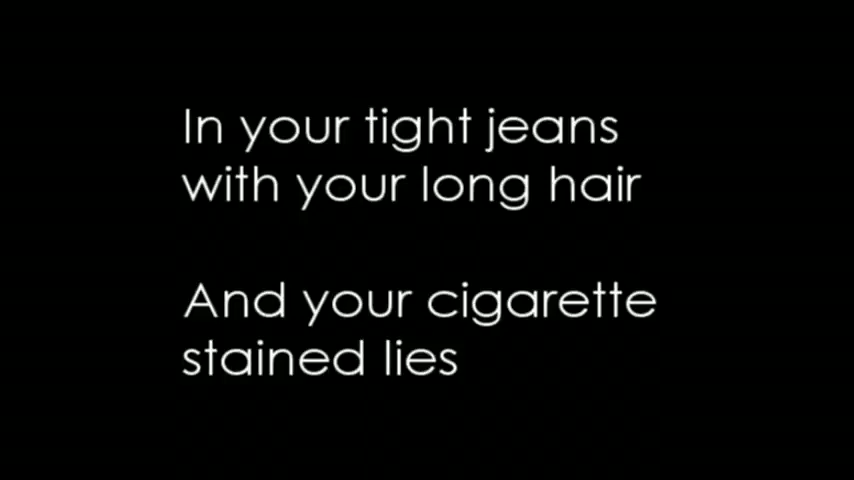 In your tight jeans
with your long hair
And your cigarette
stained lies